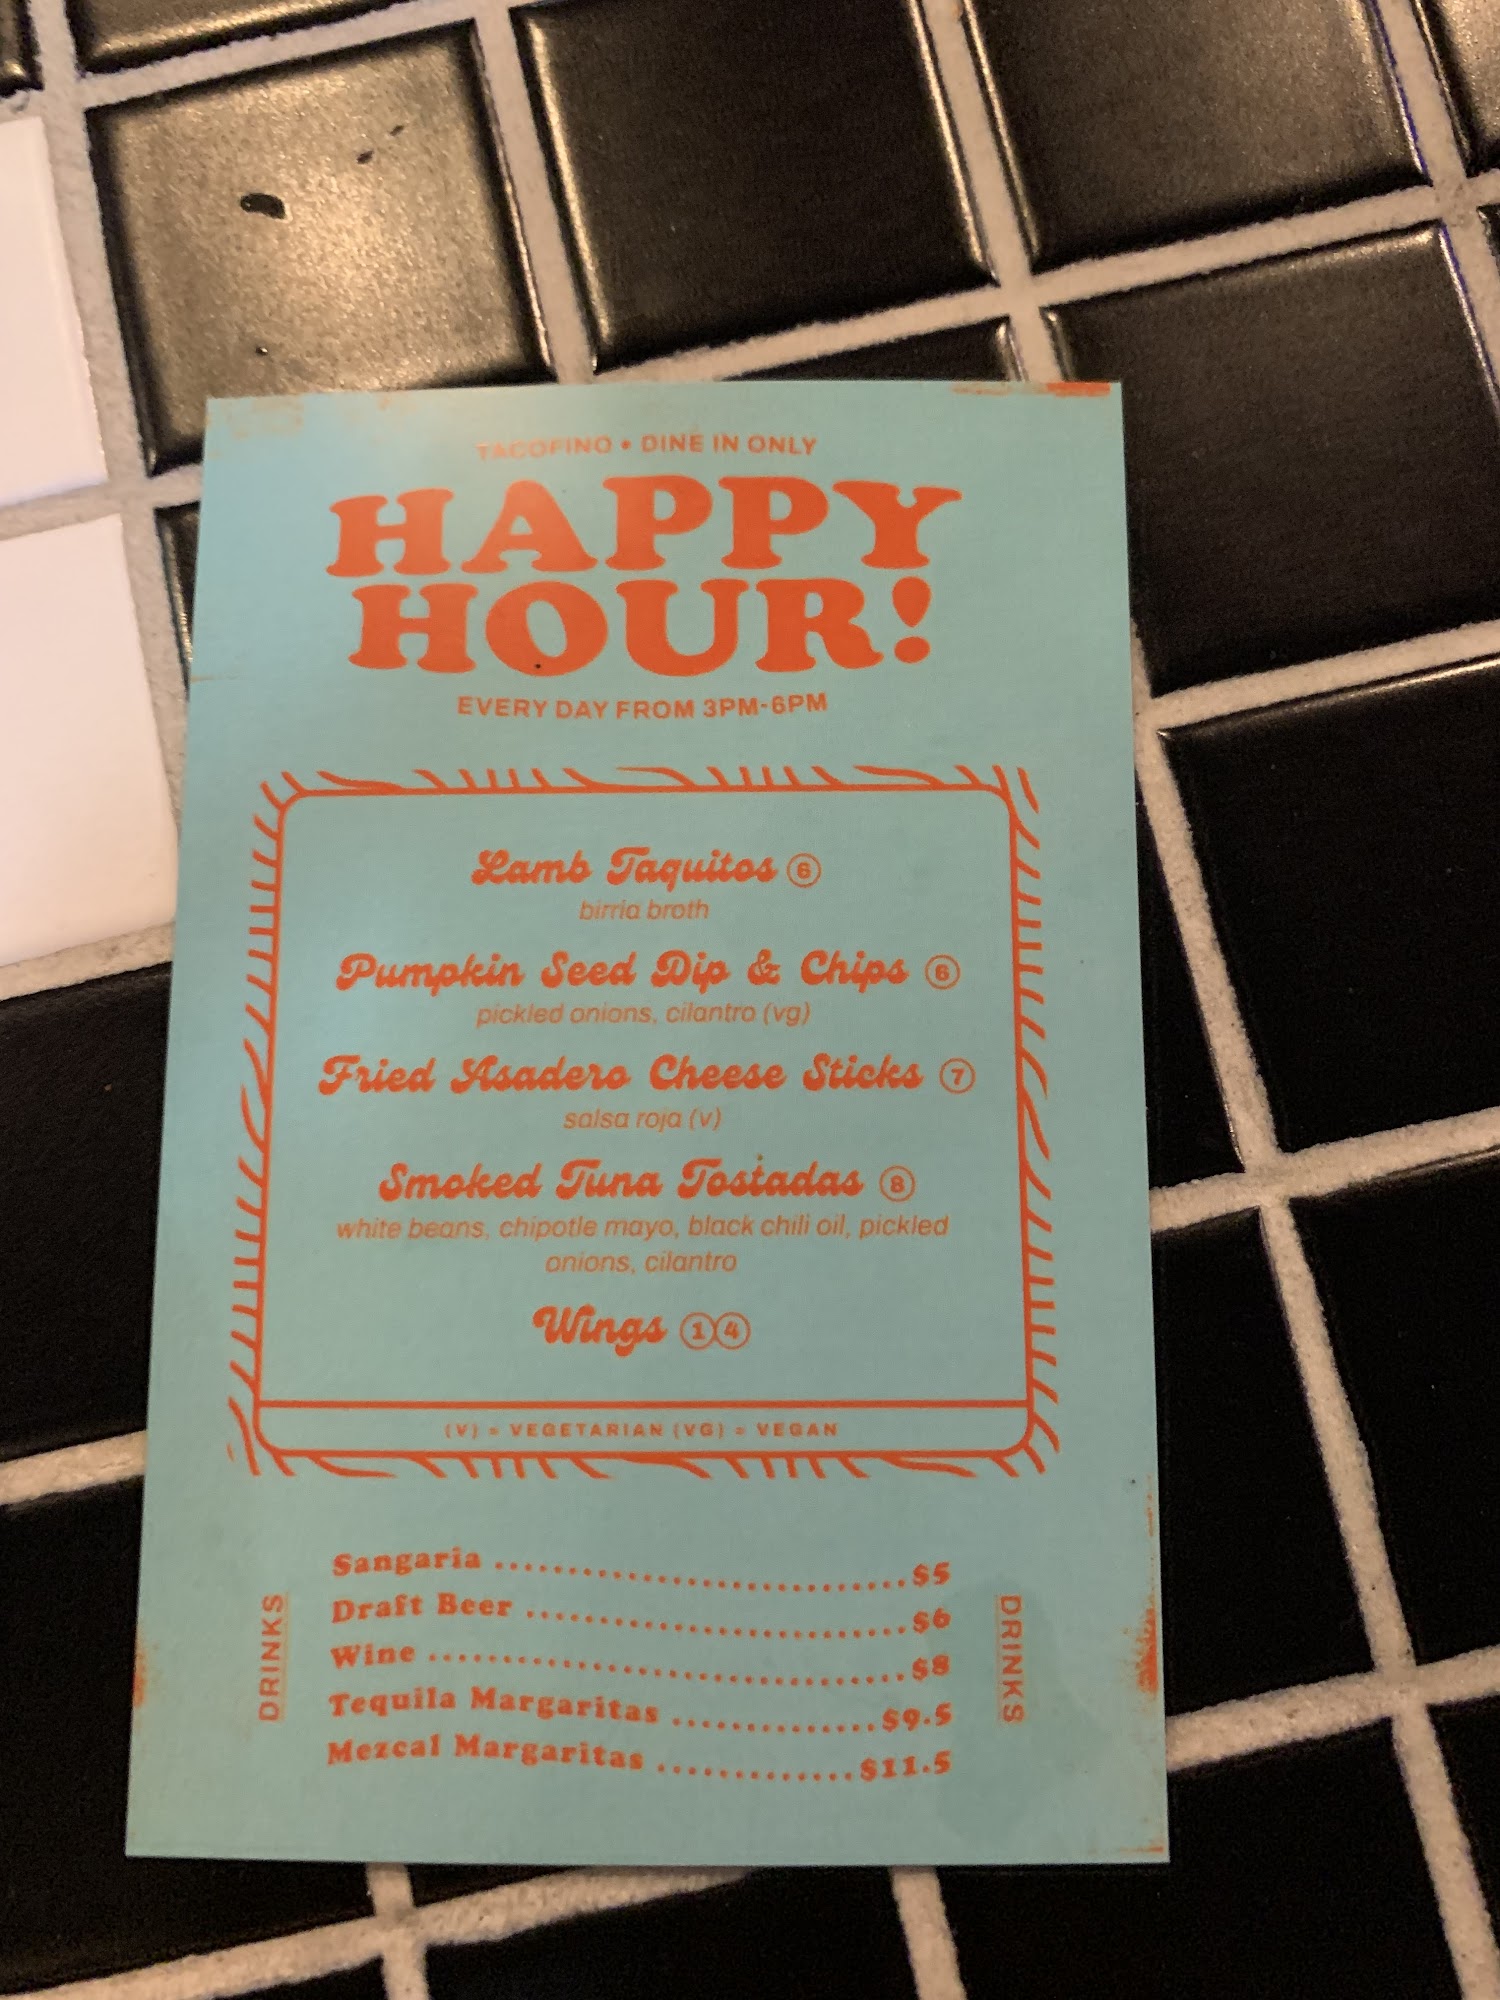 TACOFINO • DINE IN ONLY
HAPPY
HOUR!
EVERY DAY FROM 3PM-6PM
Lamb Taquitos 6
birria broth
Pumpkin Seed Dip & Chips 6
pickled onions, cilantro (vg)
Fried Asadero Cheese Sticks 7
salsa roja (v)
Smoked Tuna Tostadas 8
white beans, chipotle mayo, black chili oil, pickled
onions, cilantro
Wings 14
(V) = VEGETARIAN (VG) = VEGAN
DRINKS
Sangaria ............................ $5
Draft Beer .......................... $6
Wine ................................ $8
Tequila Margaritas .............. $9.5
Mezcal Margaritas ............. $11.5
DRINKS